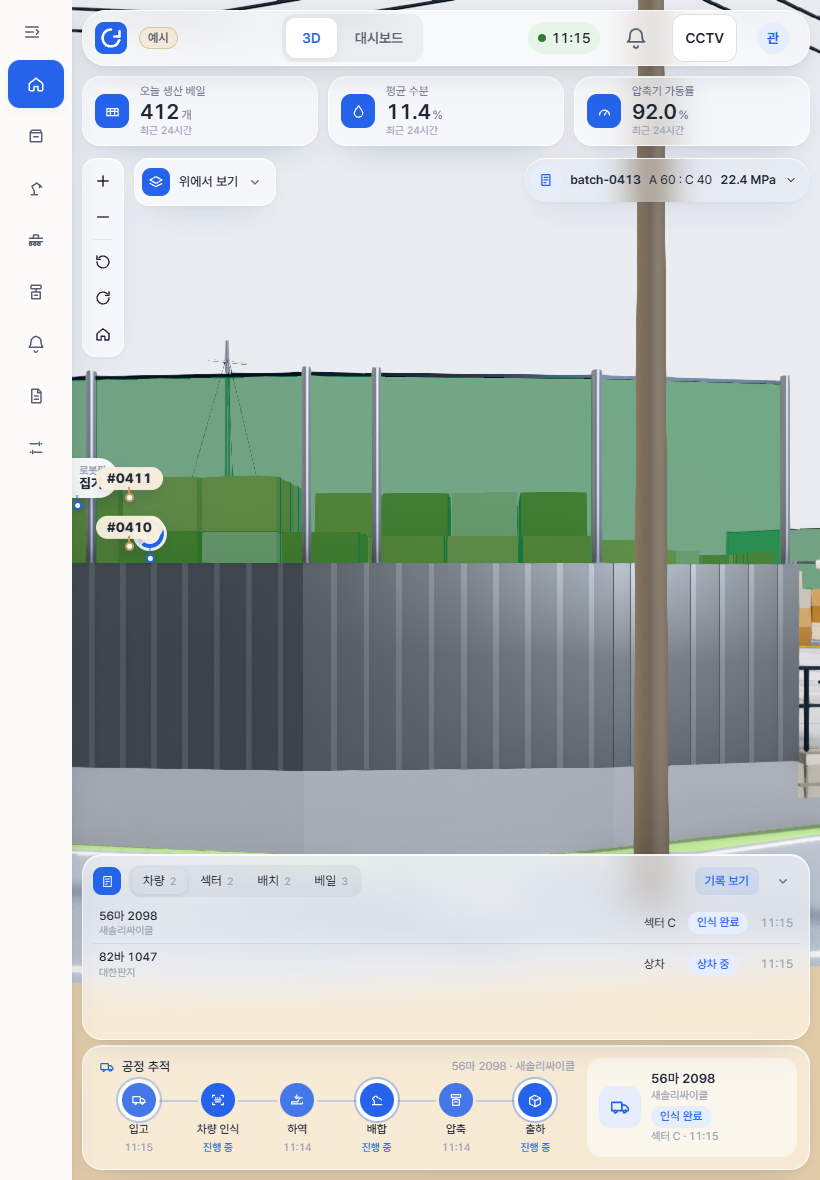 예시
3D
대시보드
11:15
CCTV
관
오늘 생산 베일
412개
최근 24시간
평균 수분
11.4%
최근 24시간
압축기 가동률
92.0%
최근 24시간
위에서 보기
batch-0413 A 60 : C 40 22.4 MPa
#0411
#0410
차량 2
섹터 2
배치 2
베일 3
기록 보기
56마 2098
새솔리싸이클
섹터 C 인식 완료 11:15
82바 1047
대한판지
상차 상차 중 11:15
공정 추적
56마 2098 · 새솔리싸이클
입고
11:15
차량 인식
진행 중
하역
11:14
배합
진행 중
압축
11:14
출하
진행 중
56마 2098
새솔리싸이클
인식 완료
섹터 C · 11:15